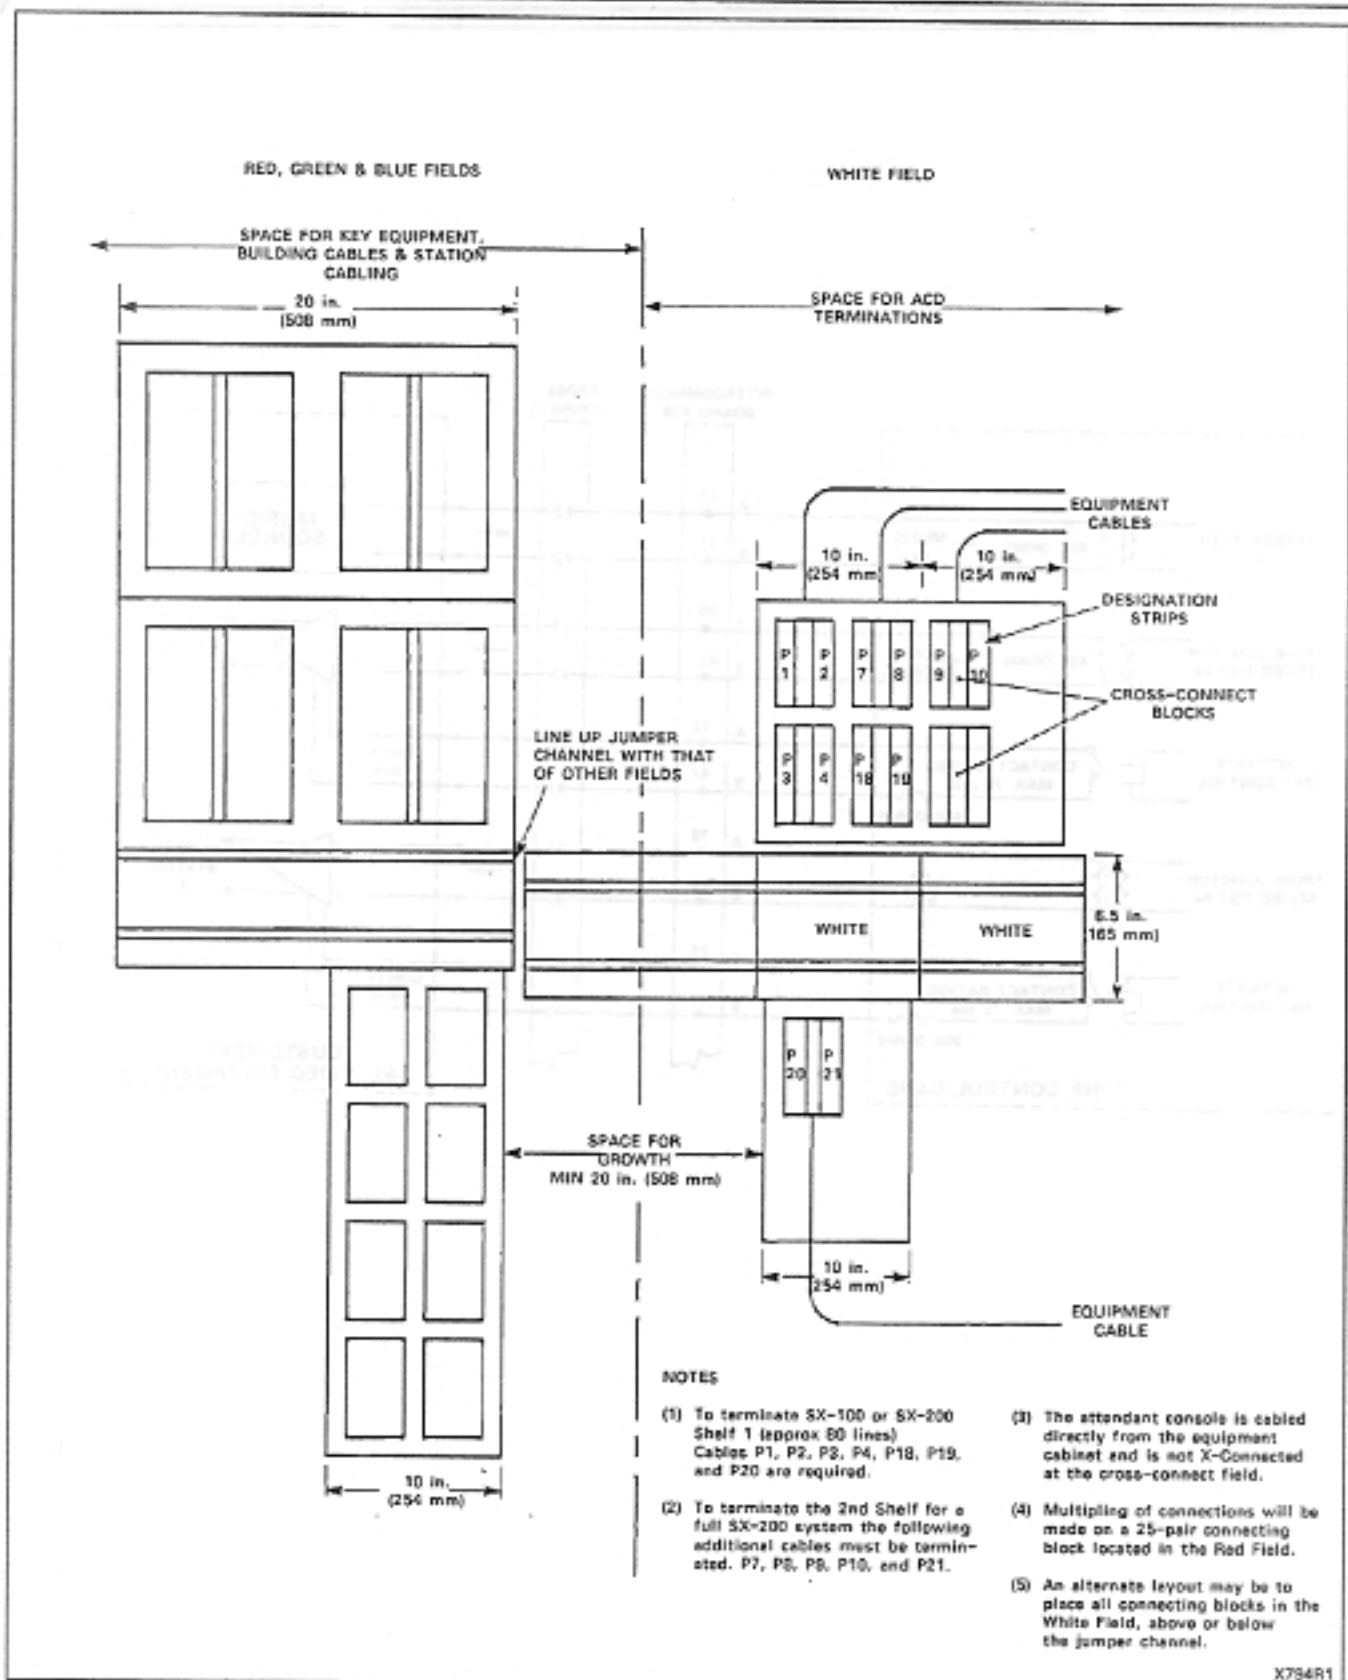 RED, GREEN & BLUE FIELDS
WHITE FIELD
SPACE FOR KEY EQUIPMENT,
BUILDING CABLES & STATION
CABLING
20 in.
(508 mm)
SPACE FOR ACD
TERMINATIONS
EQUIPMENT
CABLES
10 in.
(254 mm)
10 in.
(254 mm)
DESIGNATION
STRIPS
P
1
P
2
P
7
P
8
P
9
P
10
CROSS-CONNECT
BLOCKS
LINE UP JUMPER
CHANNEL WITH THAT
OF OTHER FIELDS
P
3
P
4
P
18
P
19
WHITE
WHITE
6.5 in.
165 mm)
P
20
P
21
SPACE FOR
GROWTH
MIN 20 in. (508 mm)
10 in.
(254 mm)
EQUIPMENT
CABLE
10 in.
(254 mm)
NOTES
(1) To terminate SX-100 or SX-200
Shelf 1 (approx 80 lines)
Cables P1, P2, P3, P4, P18, P19,
and P20 are required.
(2) To terminate the 2nd Shelf for a
full SX-200 system the following
additional cables must be termin-
ated. P7, P8, P9, P10, and P21.
(3) The attendant console is cabled
directly from the equipment
cabinet and is not X-Connected
at the cross-connect field.
(4) Multipling of connections will be
made on a 25-pair connecting
block located in the Red Field.
(5) An alternate layout may be to
place all connecting blocks in the
White Field, above or below
the jumper channel.
X794R1